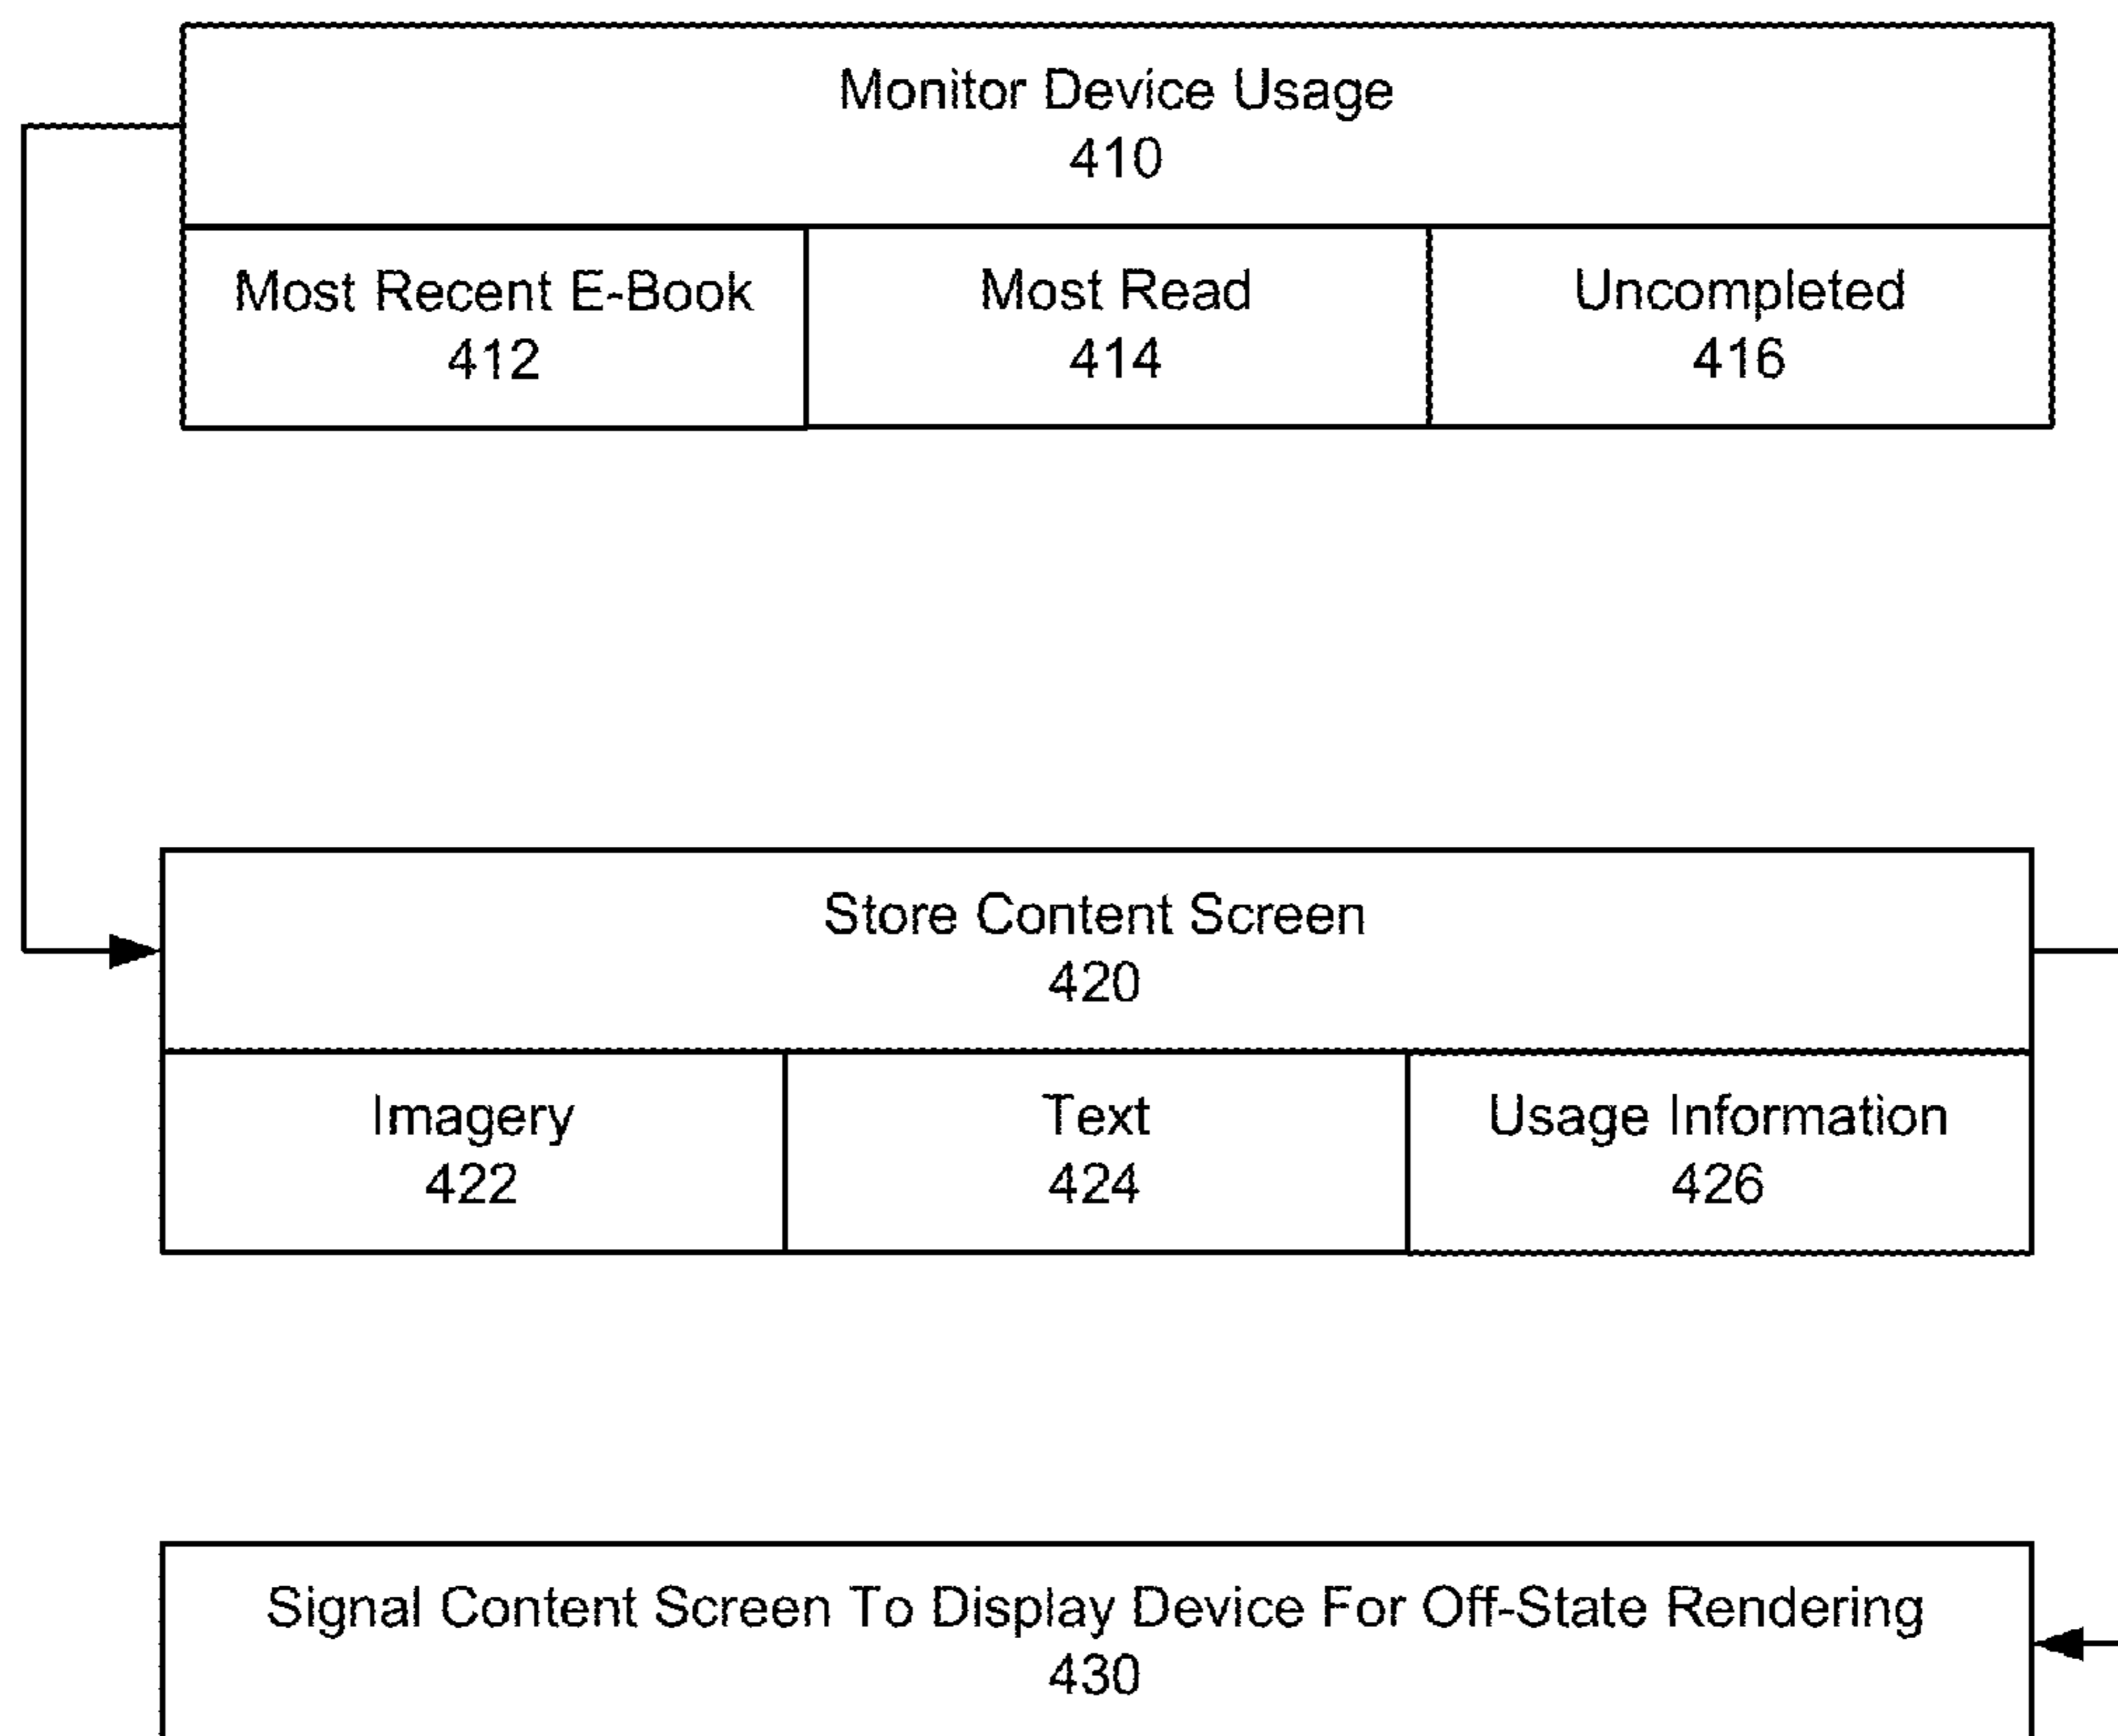 Monitor Device Usage
410
Most Recent E-Book
412
Most Read
414
Uncompleted
416
Store Content Screen
420
Imagery
422
Text
424
Usage Information
426
Signal Content Screen To Display Device For Off-State Rendering
430